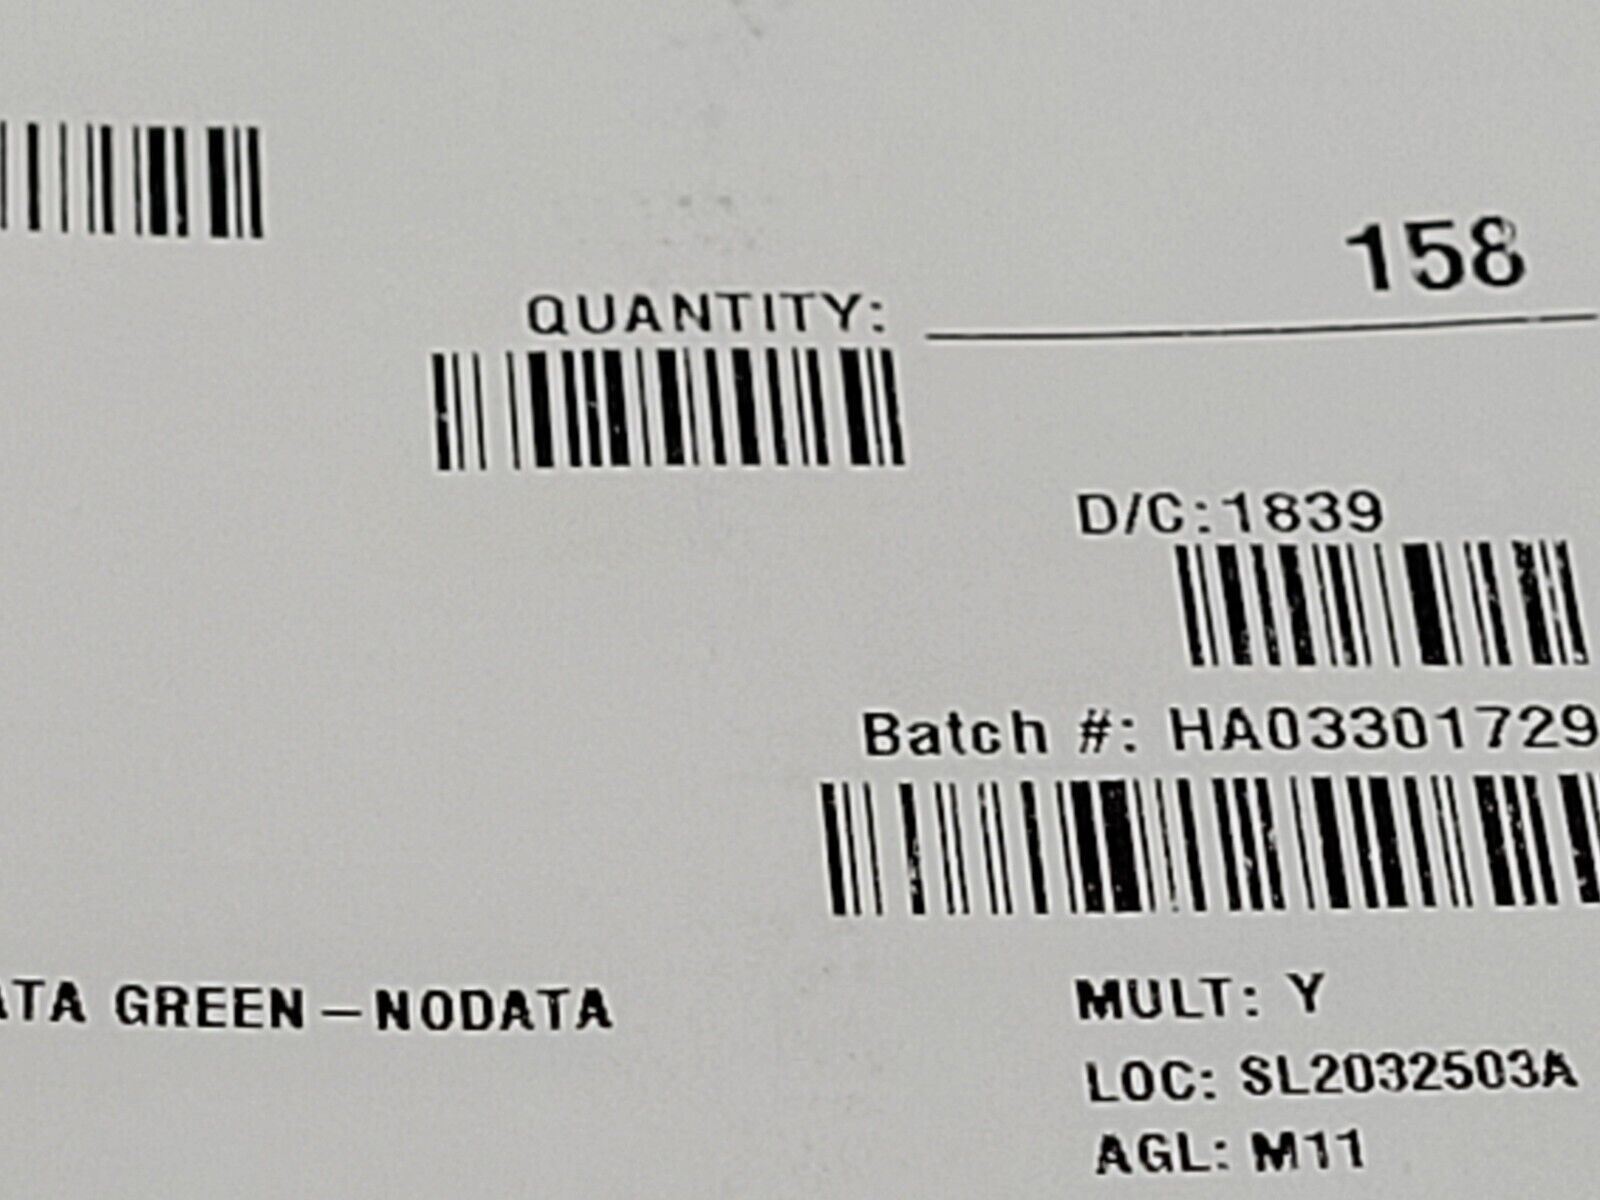 158
QUANTITY:
D/C:1839
Batch #: HA03301729
ATA GREEN-NODATA
MULT: Y
LOC: SL2032503A
AGL: M11